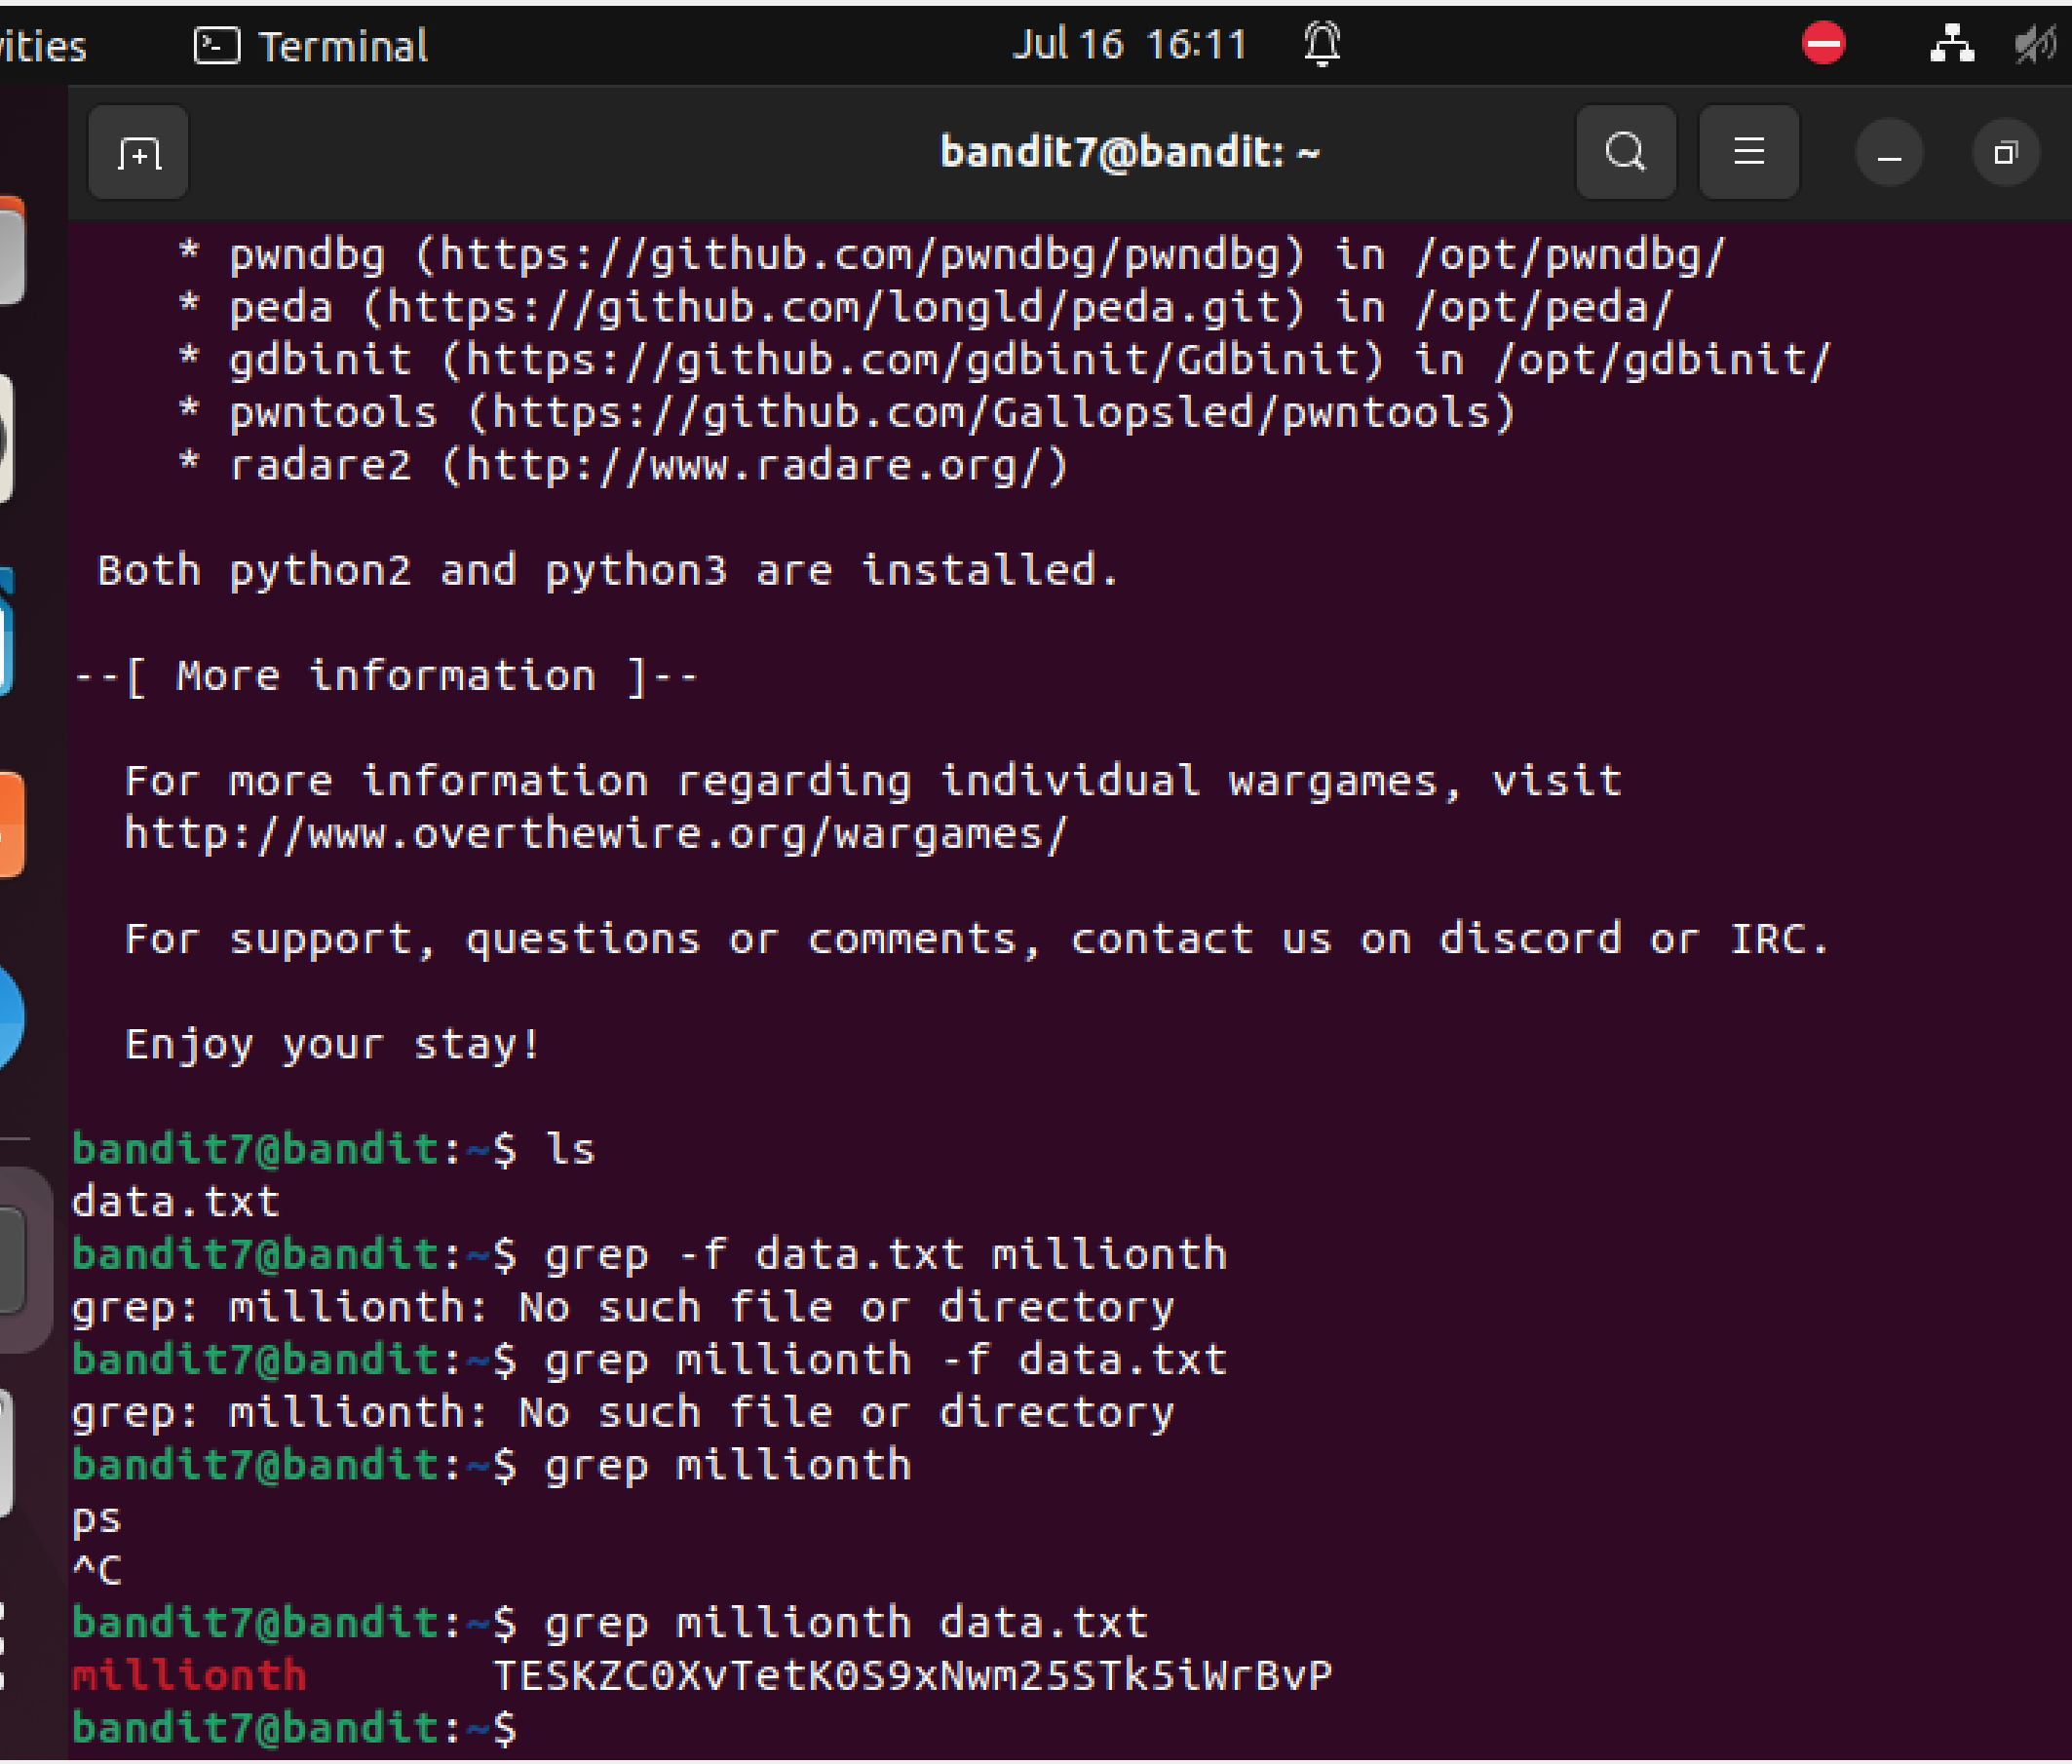 ities Terminal Jul 16 16:11
bandit7@bandit: ~
* pwndbg (https://github.com/pwndbg/pwndbg) in /opt/pwndbg/
* peda (https://github.com/longld/peda.git) in /opt/peda/
* gdbinit (https://github.com/gdbinit/Gdbinit) in /opt/gdbinit/
* pwntools (https://github.com/Gallopsled/pwntools)
* radare2 (http://www.radare.org/)
Both python2 and python3 are installed.
--[ More information ]--
For more information regarding individual wargames, visit
http://www.overthewire.org/wargames/
For support, questions or comments, contact us on discord or IRC.
Enjoy your stay!
bandit7@bandit:~$ ls
data.txt
bandit7@bandit:~$ grep -f data.txt millionth
grep: millionth: No such file or directory
bandit7@bandit:~$ grep millionth -f data.txt
grep: millionth: No such file or directory
bandit7@bandit:~$ grep millionth
ps
^C
bandit7@bandit:~$ grep millionth data.txt
millionth TESKZC0XvTetK0S9xNwm25STk5iWrBvP
bandit7@bandit:~$